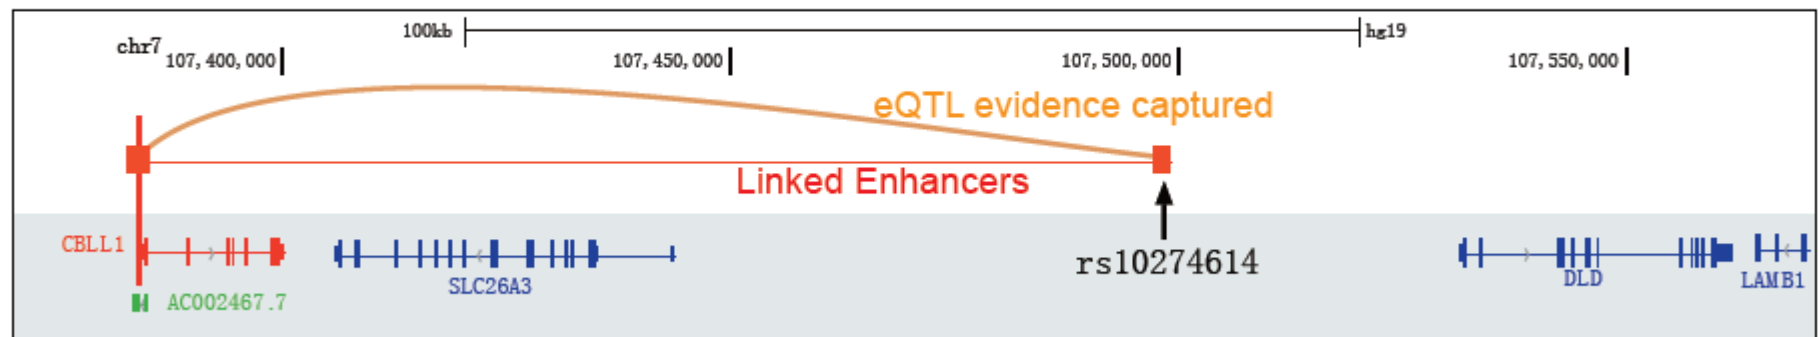 100kb hg19
chr7 107,400,000 107,450,000 107,500,000 107,550,000
eQTL evidence captured
Linked Enhancers
CBLL1
rs10274614
SLC26A3
DLD
LAMB1
AC002467.7